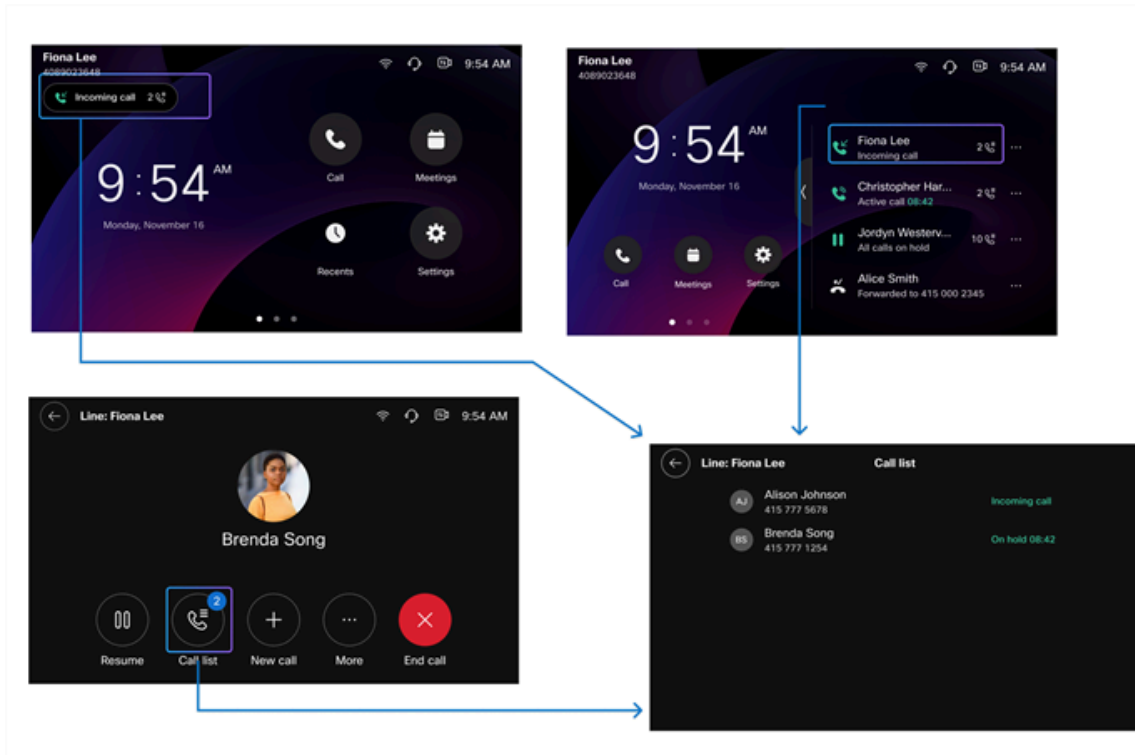 Fiona Lee
4089023648
9:54 AM
Incoming call 2
9:54 AM
Monday, November 16
Call
Meetings
Recents
Settings
Fiona Lee
4089023648
9:54 AM
9:54 AM
Monday, November 16
Call
Meetings
Settings
Fiona Lee
Incoming call
2
...
Christopher Har...
Active call 08:42
2
...
Jordyn Westerv...
All calls on hold
10
...
Alice Smith
Forwarded to 415 000 2345
...
Line: Fiona Lee
9:54 AM
Brenda Song
2
Resume
Call list
New call
More
End call
Line: Fiona Lee
Call list
AJ
Alison Johnson
415 777 5678
Incoming call
BS
Brenda Song
415 777 1254
On hold 08:42